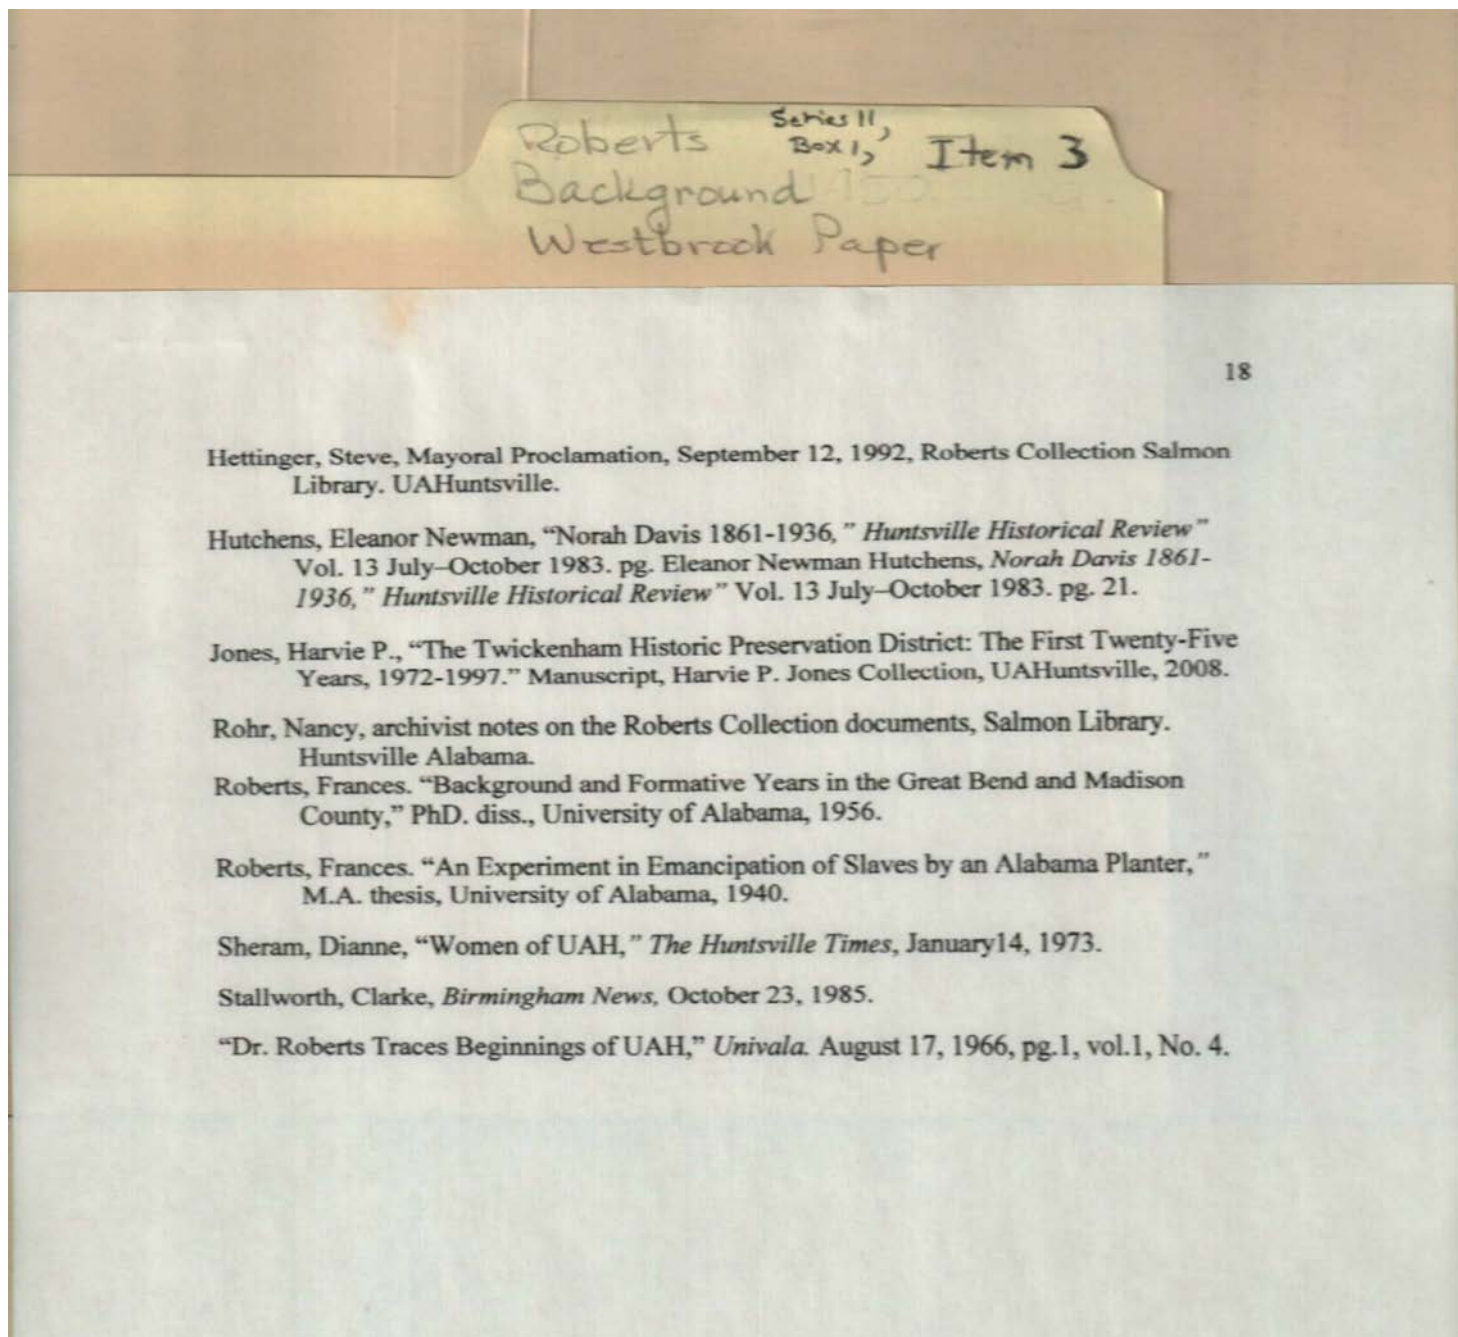 Roberts Series 11, Box 1, Item 3
Background
Westbrook Paper
18
Hettinger, Steve, Mayoral Proclamation, September 12, 1992, Roberts Collection Salmon
Library. UAHuntsville.
Hutchens, Eleanor Newman, “Norah Davis 1861-1936, ” Huntsville Historical Review”
Vol. 13 July–October 1983. pg. Eleanor Newman Hutchens, Norah Davis 1861-
1936, ” Huntsville Historical Review” Vol. 13 July–October 1983. pg. 21.
Jones, Harvie P., “The Twickenham Historic Preservation District: The First Twenty-Five
Years, 1972-1997.” Manuscript, Harvie P. Jones Collection, UAHuntsville, 2008.
Rohr, Nancy, archivist notes on the Roberts Collection documents, Salmon Library.
Huntsville Alabama.
Roberts, Frances. “Background and Formative Years in the Great Bend and Madison
County,” PhD. diss., University of Alabama, 1956.
Roberts, Frances. “An Experiment in Emancipation of Slaves by an Alabama Planter, ”
M.A. thesis, University of Alabama, 1940.
Sheram, Dianne, “Women of UAH, ” The Huntsville Times, January14, 1973.
Stallworth, Clarke, Birmingham News, October 23, 1985.
“Dr. Roberts Traces Beginnings of UAH,” Univala. August 17, 1966, pg.1, vol.1, No. 4.